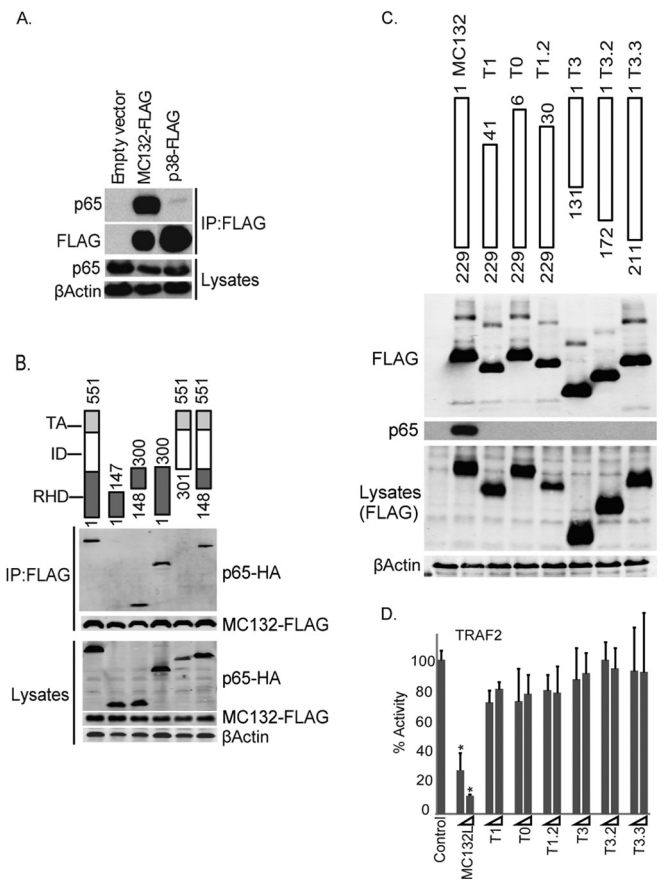 A.
Empty vector
MC132-FLAG
p38-FLAG
p65
FLAG
IP:FLAG
p65
βActin
Lysates
B.
551
551
551
TA
ID
RHD
147
300
300
1
1
148
1
301
148
IP:FLAG
p65-HA
MC132-FLAG
Lysates
p65-HA
MC132-FLAG
βActin
C.
MC132
T1
T0
T1.2
T3
T3.2
T3.3
1
41
6
30
1
1
1
229
229
229
229
131
172
211
FLAG
p65
Lysates
(FLAG)
βActin
D.
TRAF2
% Activity
100
80
60
40
20
0
Control
MC132L
T1
T0
T1.2
T3
T3.2
T3.3
*
*